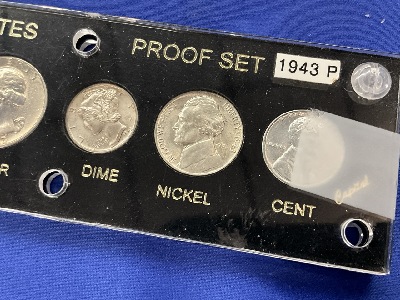 TES PROOF SET 1943 P
R DIME NICKEL CENT